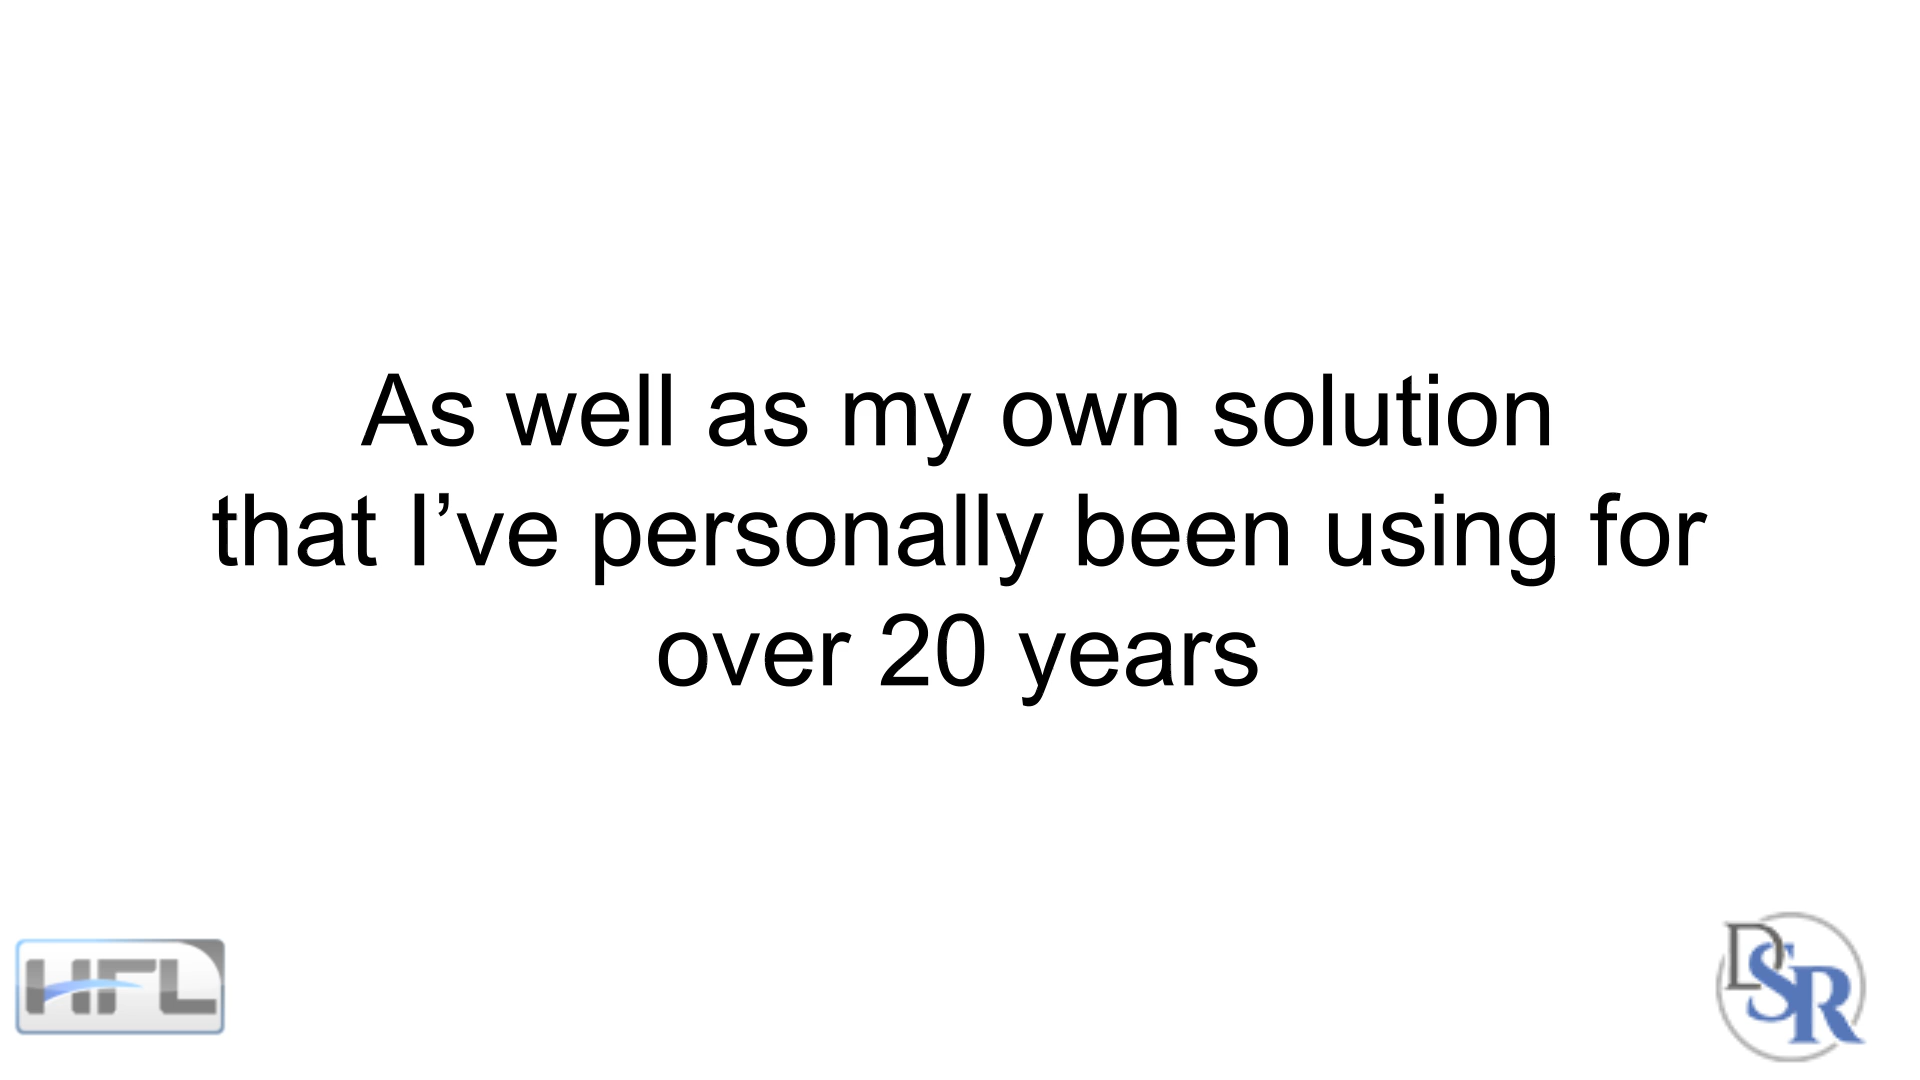 As well as my own solution
that I’ve personally been using for
over 20 years
HFL
DSR